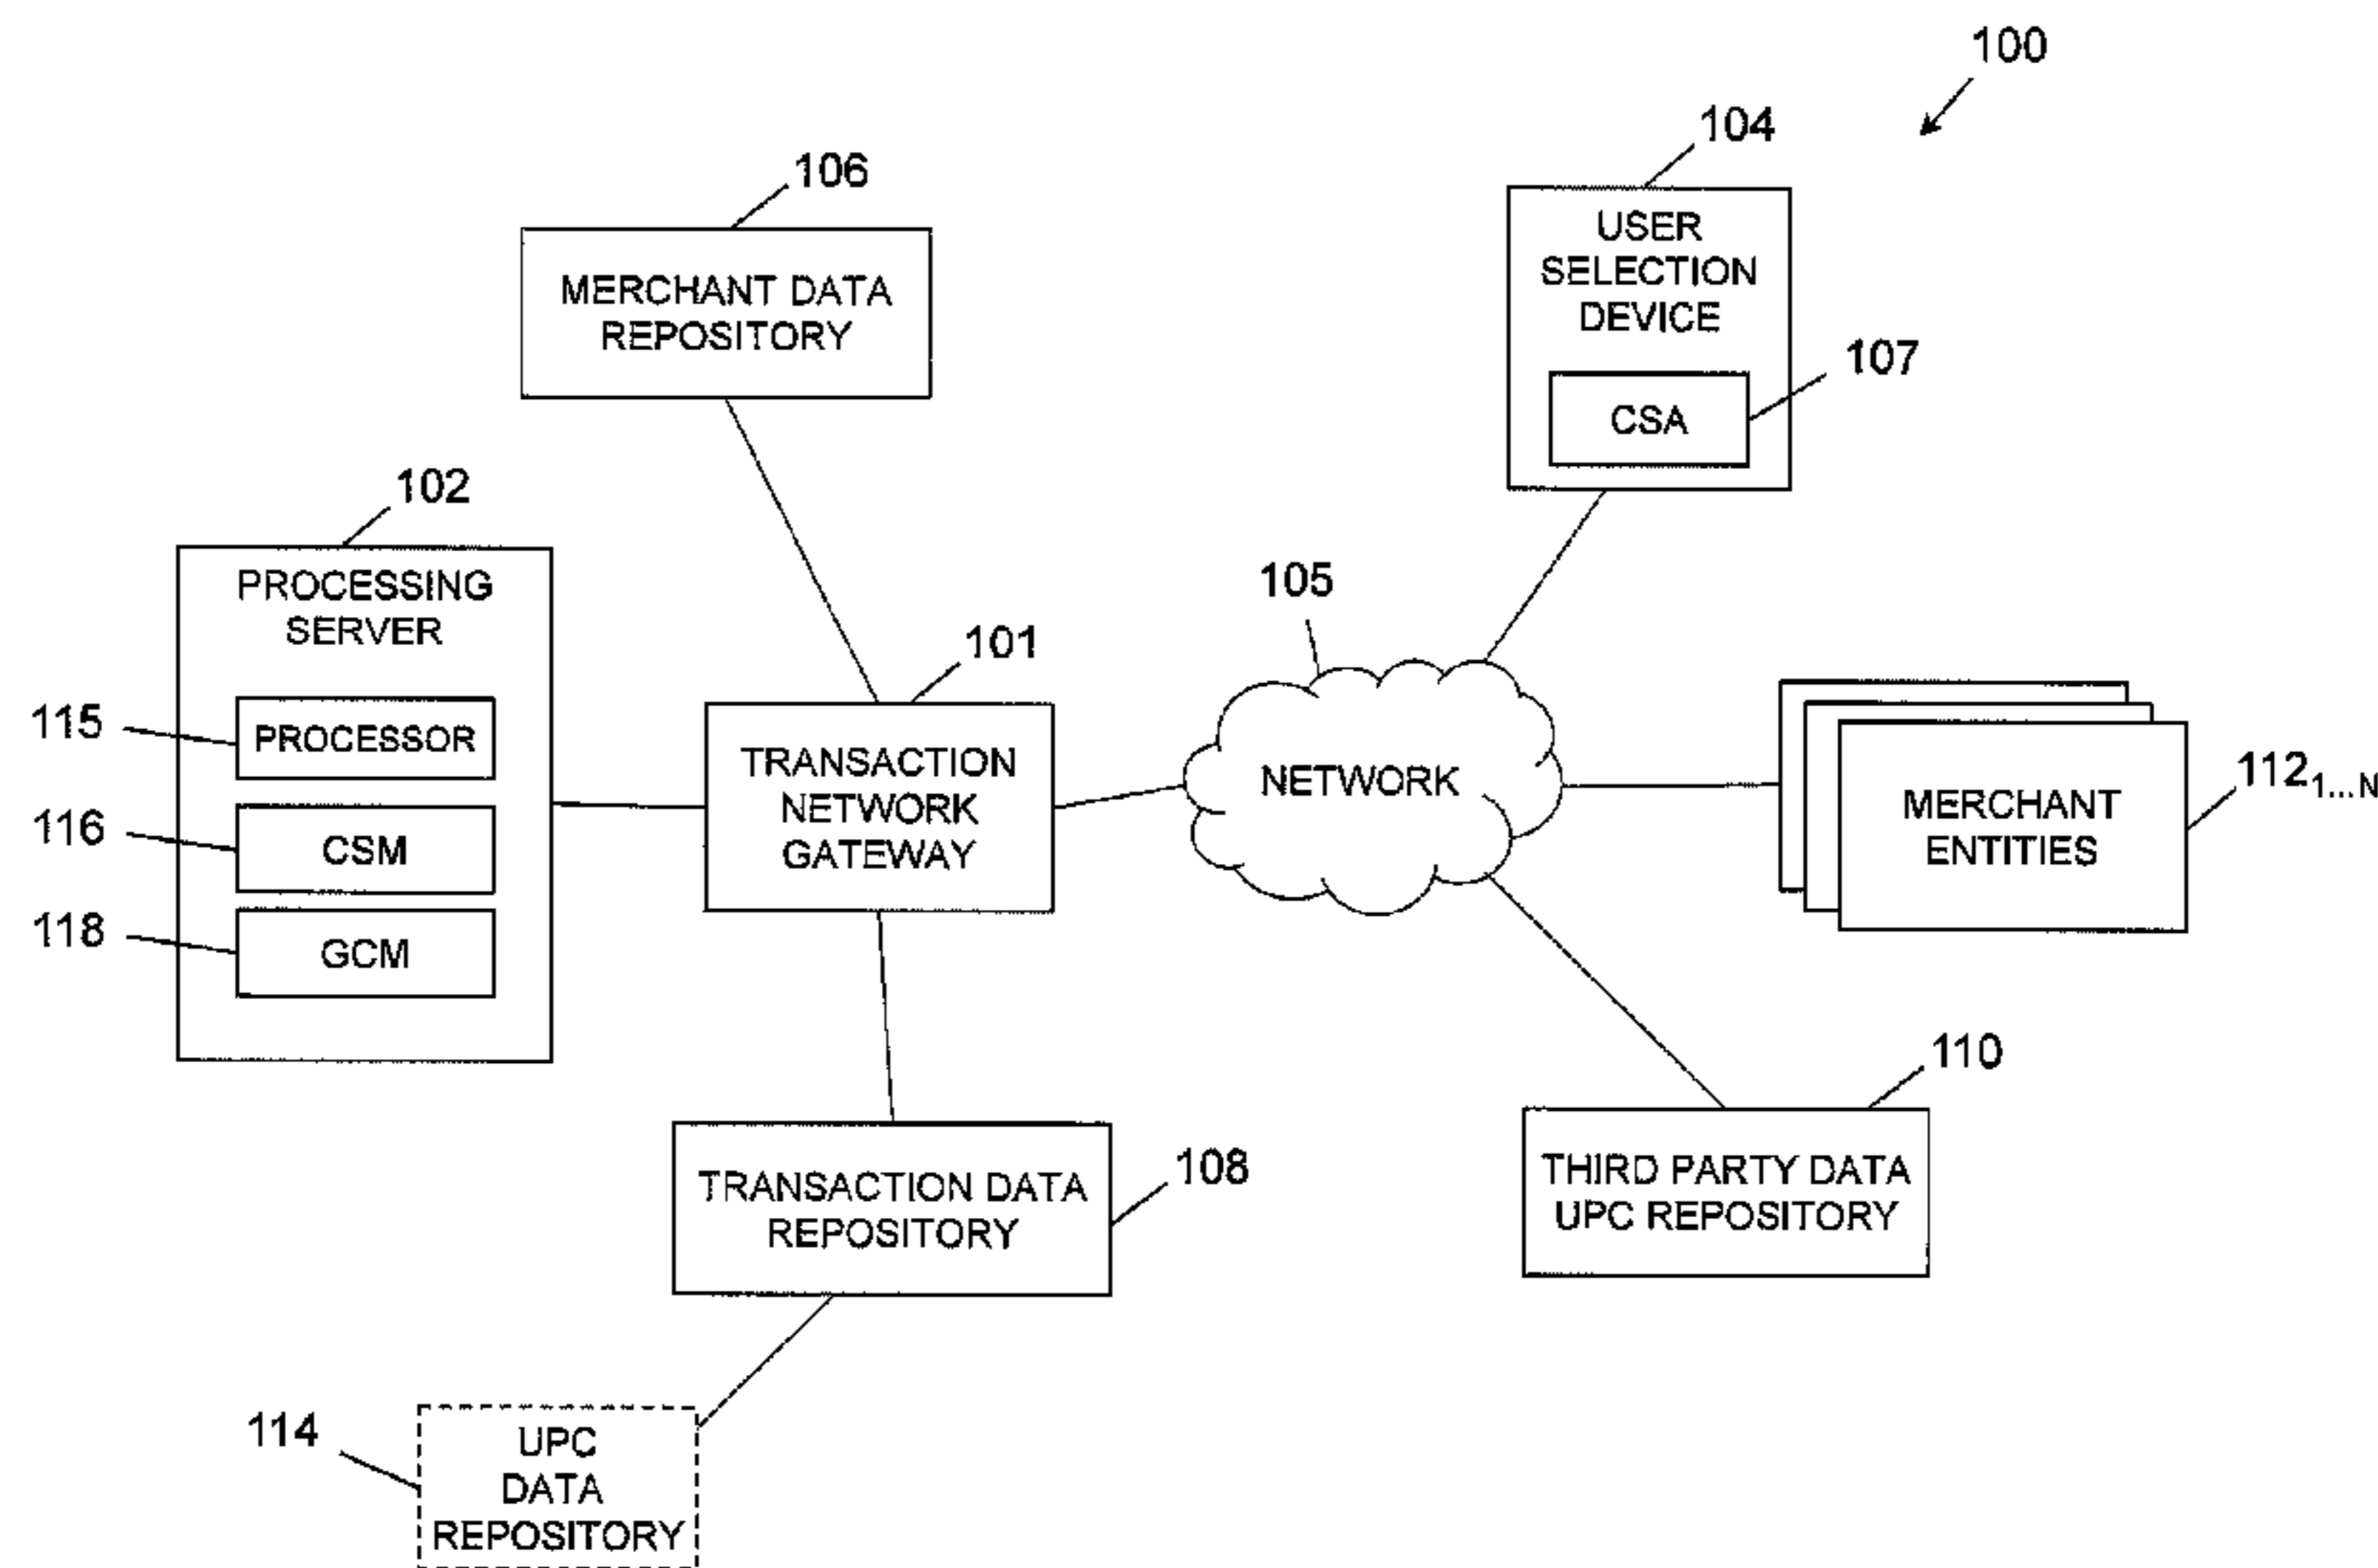 100
104
106
USER
SELECTION
DEVICE
MERCHANT DATA
REPOSITORY
107
CSA
102
PROCESSING
SERVER
105
101
115
PROCESSOR
TRANSACTION
NETWORK
GATEWAY
NETWORK
112₁...N
MERCHANT
ENTITIES
116
CSM
118
GCM
110
TRANSACTION DATA
REPOSITORY
108
THIRD PARTY DATA
UPC REPOSITORY
114
UPC
DATA
REPOSITORY